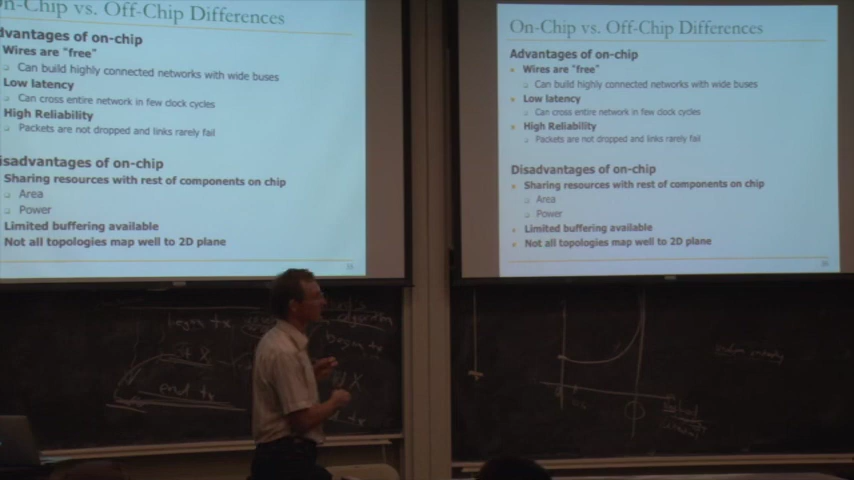 n-Chip vs. Off-Chip Differences
dvantages of on-chip
Wires are "free"
Can build highly connected networks with wide buses
Low latency
Can cross entire network in few clock cycles
High Reliability
Packets are not dropped and links rarely fail
isadvantages of on-chip
Sharing resources with rest of components on chip
Area
Power
Limited buffering available
Not all topologies map well to 2D plane
On-Chip vs. Off-Chip Differences
Advantages of on-chip
Wires are "free"
Can build highly connected networks with wide buses
Low latency
Can cross entire network in few clock cycles
High Reliability
Packets are not dropped and links rarely fail
Disadvantages of on-chip
Sharing resources with rest of components on chip
Area
Power
Limited buffering available
Not all topologies map well to 2D plane
begin tx
X
end tx
begin tx
X